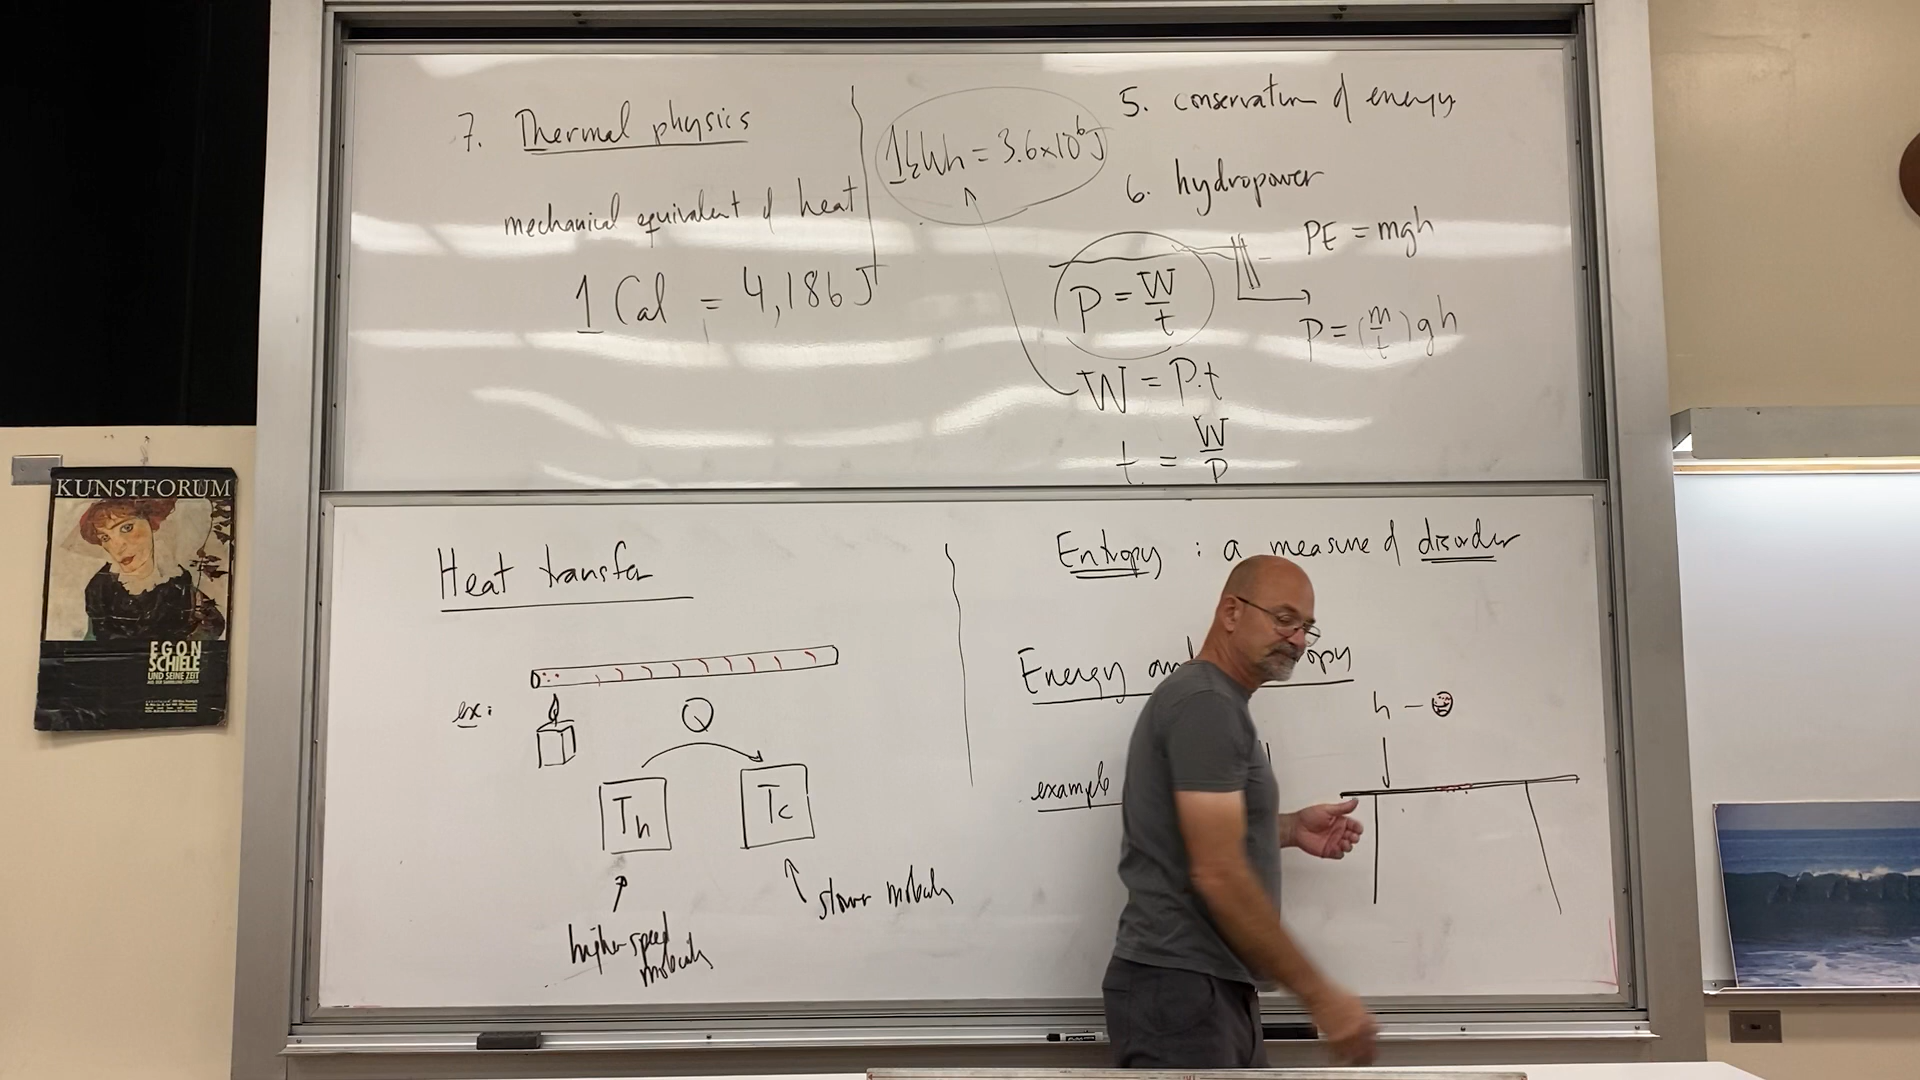 7. Thermal physics
mechanical equivalent of heat
1 Cal = 4,186 J
1 kWh = 3.6x10⁶ J
5. conservation of energy
6. hydropower
PE = mgh
P = W/t
P = (m/t)gh
W = P.t
t = W/P
Heat transfer
ex:
Q
Th
Tc
higher speed
molecules
slower molecules
Entropy : a measure of disorder
Energy and
example
h -
KUNSTFORUM
EGON
SCHIELE
UND SEINE ZEIT